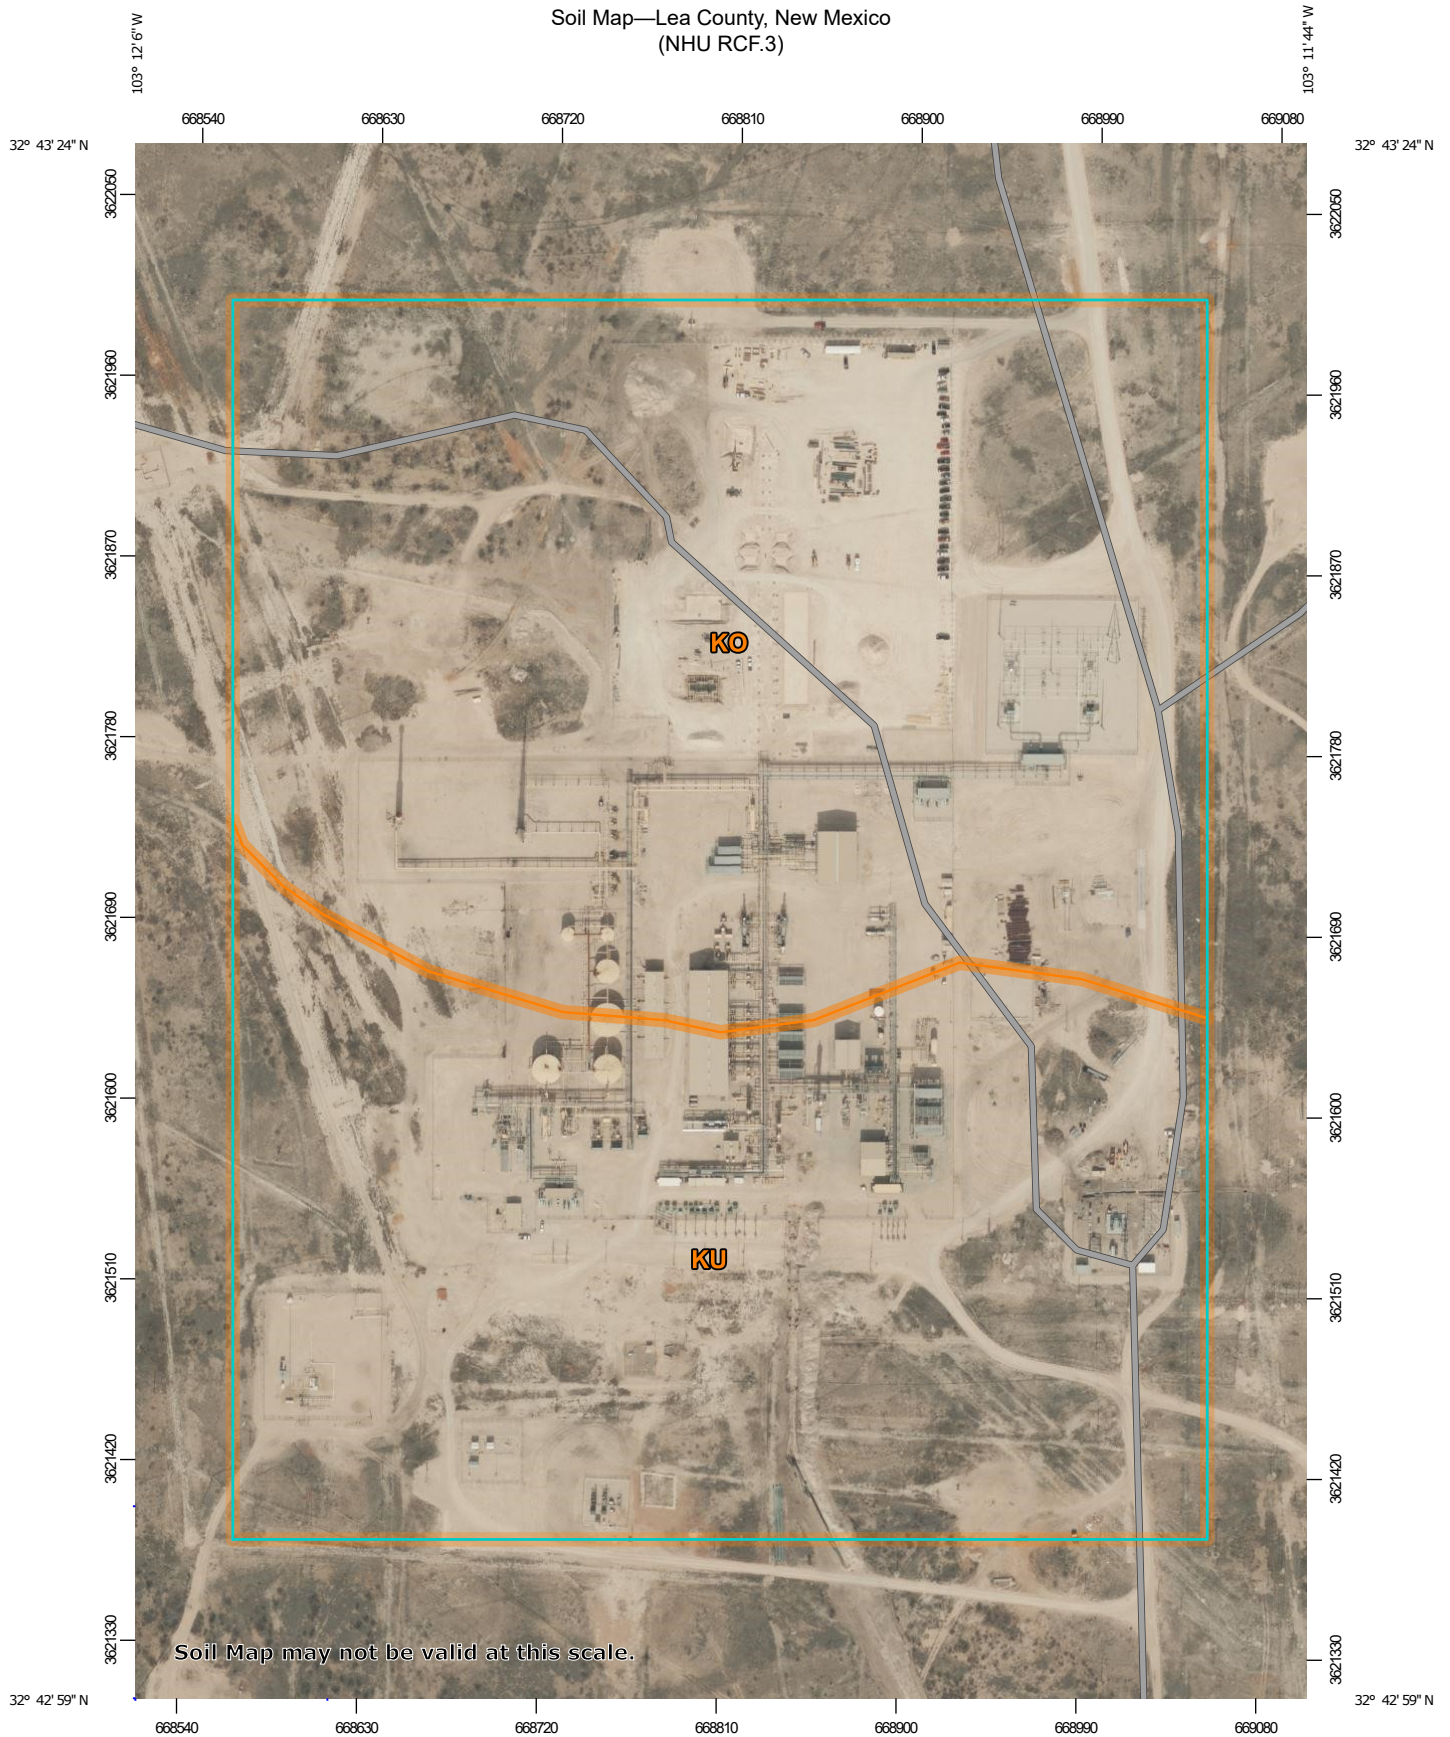 Soil Map—Lea County, New Mexico
(NHU RCF.3)
103° 12' 6" W
103° 11' 44" W
668540 668630 668720 668810 668900 668990 669080
32° 43' 24" N
32° 43' 24" N
3622050
3622050
3621960
3621960
3621870
3621870
KO
3621780
3621780
3621690
3621690
3621600
3621600
KU
3621510
3621510
3621420
3621420
3621330
3621330
Soil Map may not be valid at this scale.
32° 42' 59" N
32° 42' 59" N
668540 668630 668720 668810 668900 668990 669080